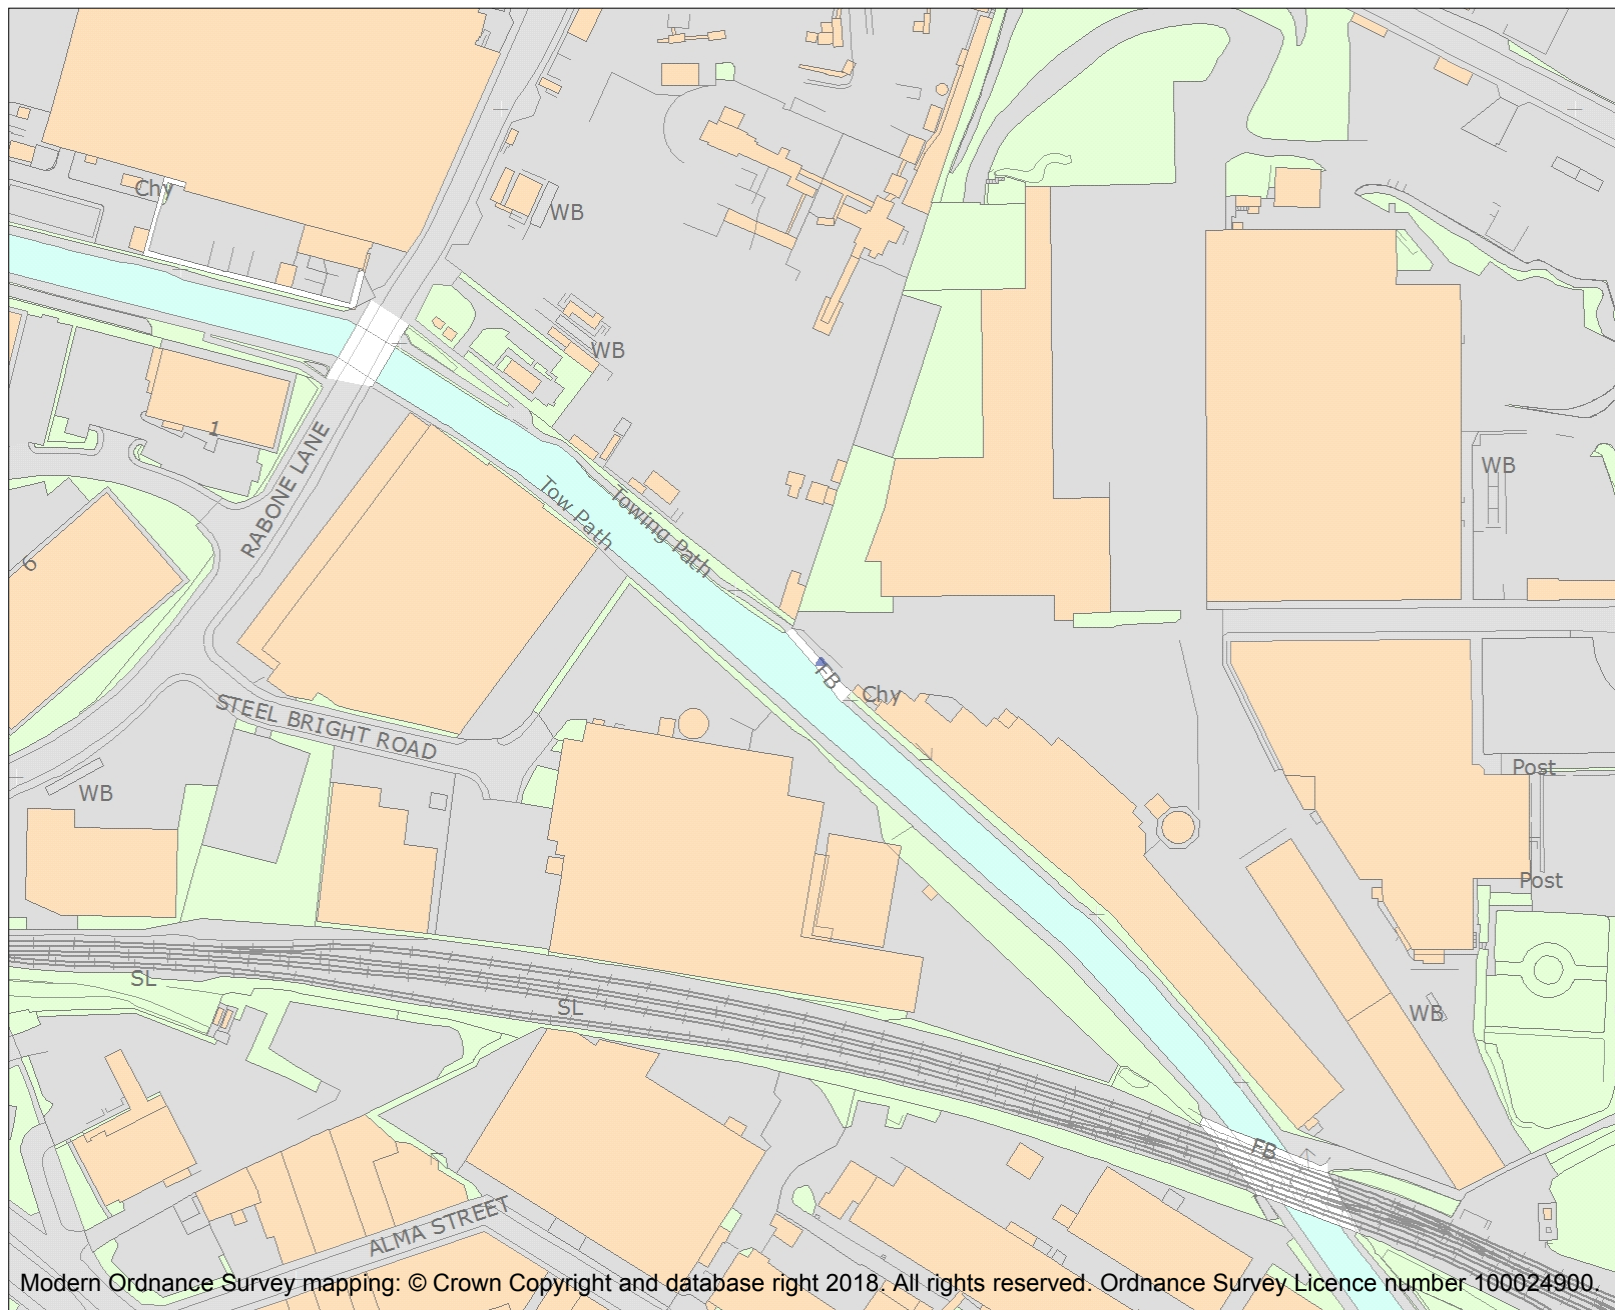 Chy
WB
WB
1
RABONE LANE
WB
Tow Path
Towing Path
6
FB
Chy
STEEL BRIGHT ROAD
WB
Post
Post
SL
SL
WB
FB
ALMA STREET
Modern Ordnance Survey mapping: © Crown Copyright and database right 2018. All rights reserved. Ordnance Survey Licence number 100024900.